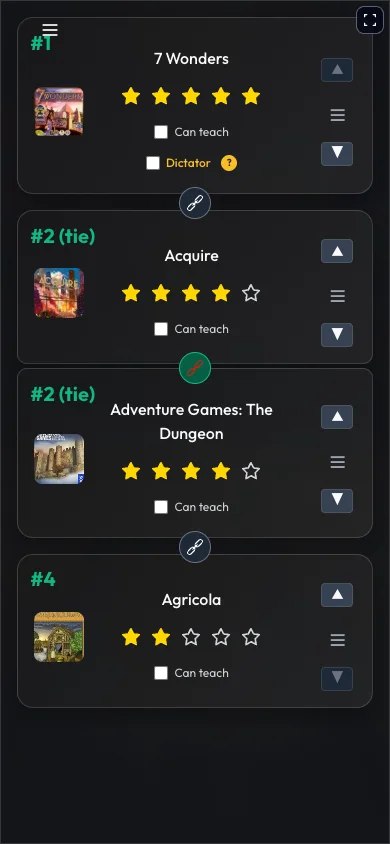 #1
7 Wonders
Can teach
Dictator ?
#2 (tie)
Acquire
Can teach
#2 (tie)
Adventure Games: The
Dungeon
Can teach
#4
Agricola
Can teach